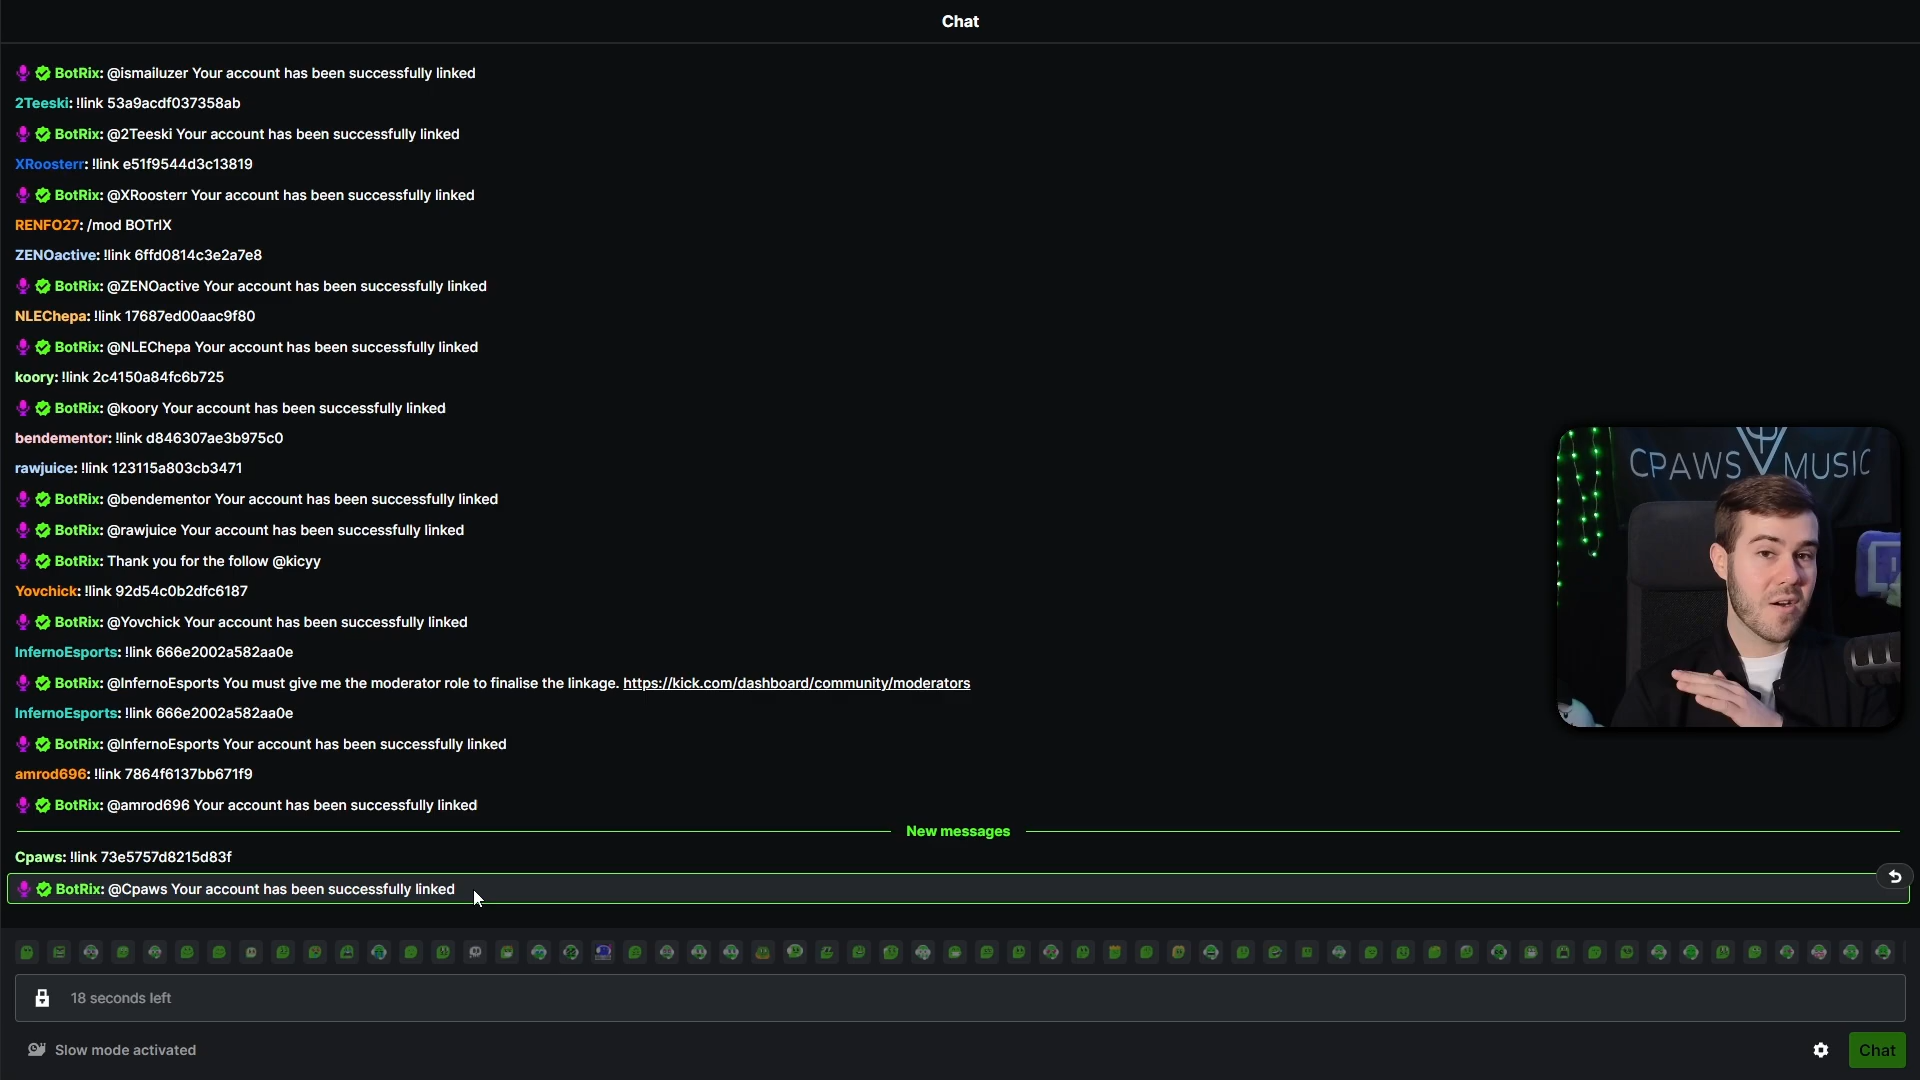 Chat
BotRix: @ismailuzer Your account has been successfully linked
2Teeski: !link 53a9acdf037358ab
BotRix: @2Teeski Your account has been successfully linked
XRoosterr: !link e51f9544d3c13819
BotRix: @XRoosterr Your account has been successfully linked
RENFO27: /mod BOTrIX
ZENOactive: !link 6ffd0814c3e2a7e8
BotRix: @ZENOactive Your account has been successfully linked
NLEChepa: !link 17687ed00aac9f80
BotRix: @NLEChepa Your account has been successfully linked
koory: !link 2c4150a84fc6b725
BotRix: @koory Your account has been successfully linked
bendementor: !link d846307ae3b975c0
rawjuice: !link 123115a803cb3471
BotRix: @bendementor Your account has been successfully linked
BotRix: @rawjuice Your account has been successfully linked
BotRix: Thank you for the follow @kicyy
Yovchick: !link 92d54c0b2dfc6187
BotRix: @Yovchick Your account has been successfully linked
InfernoEsports: !link 666e2002a582aa0e
BotRix: @InfernoEsports You must give me the moderator role to finalise the linkage. https://kick.com/dashboard/community/moderators
InfernoEsports: !link 666e2002a582aa0e
BotRix: @InfernoEsports Your account has been successfully linked
amrod696: !link 7864f6137bb671f9
BotRix: @amrod696 Your account has been successfully linked
New messages
Cpaws: !link 73e5757d8215d83f
BotRix: @Cpaws Your account has been successfully linked
CPAWS MUSIC
18 seconds left
Slow mode activated
Chat